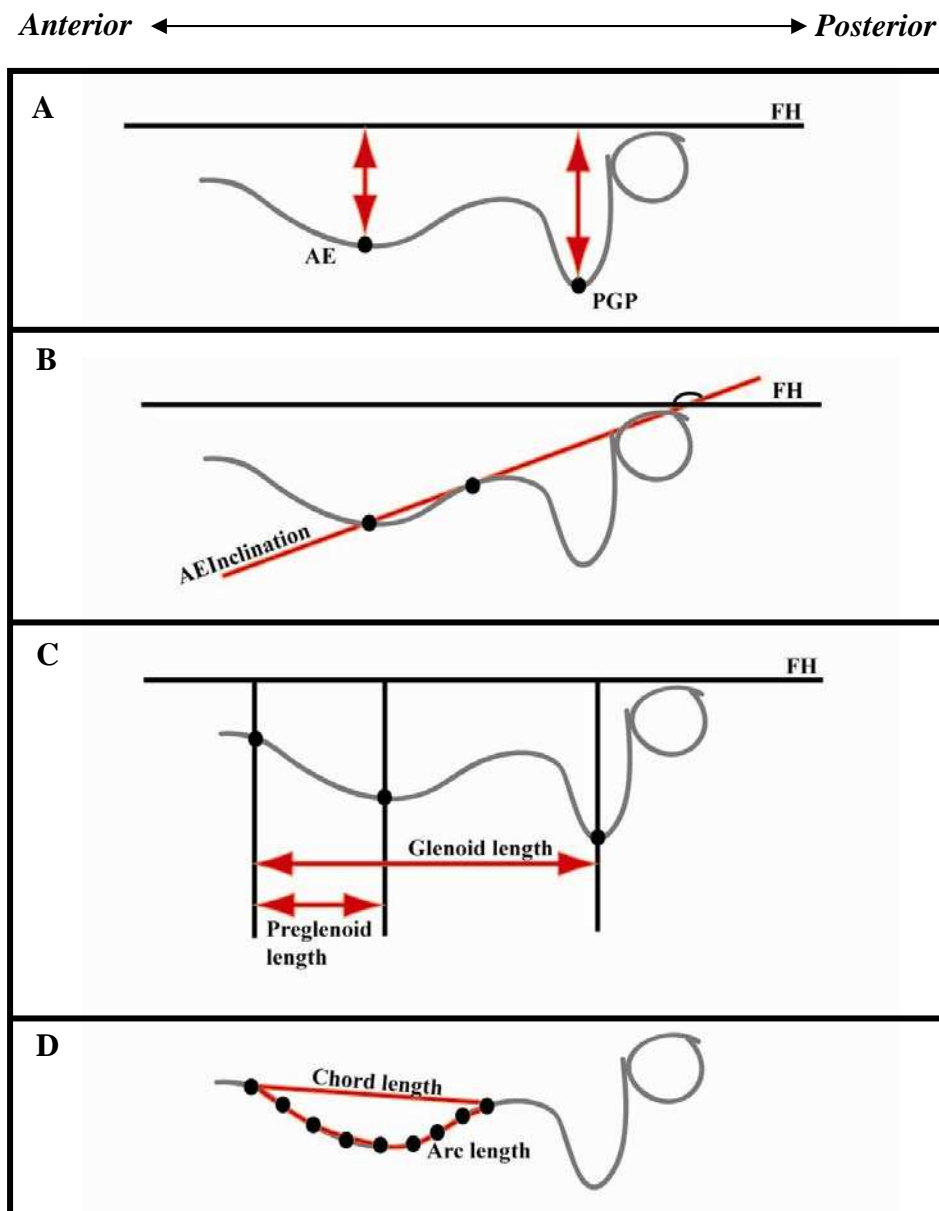 Anterior Posterior
A
FH
AE
PGP
B
FH
AEInclination
C
FH
Glenoid length
Preglenoid
length
D
Chord length
Arc length